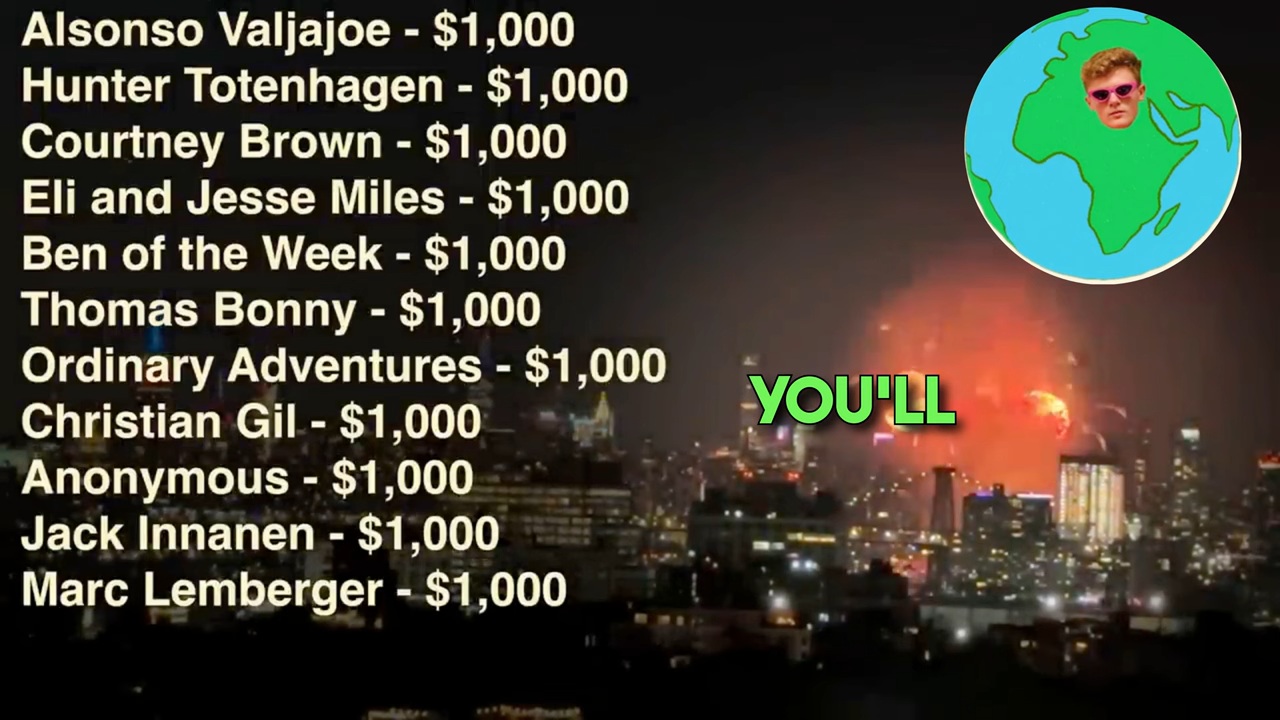 Alsonso Valjajoe - $1,000
Hunter Totenhagen - $1,000
Courtney Brown - $1,000
Eli and Jesse Miles - $1,000
Ben of the Week - $1,000
Thomas Bonny - $1,000
Ordinary Adventures - $1,000
Christian Gil - $1,000
Anonymous - $1,000
Jack Innanen - $1,000
Marc Lemberger - $1,000
YOU'LL